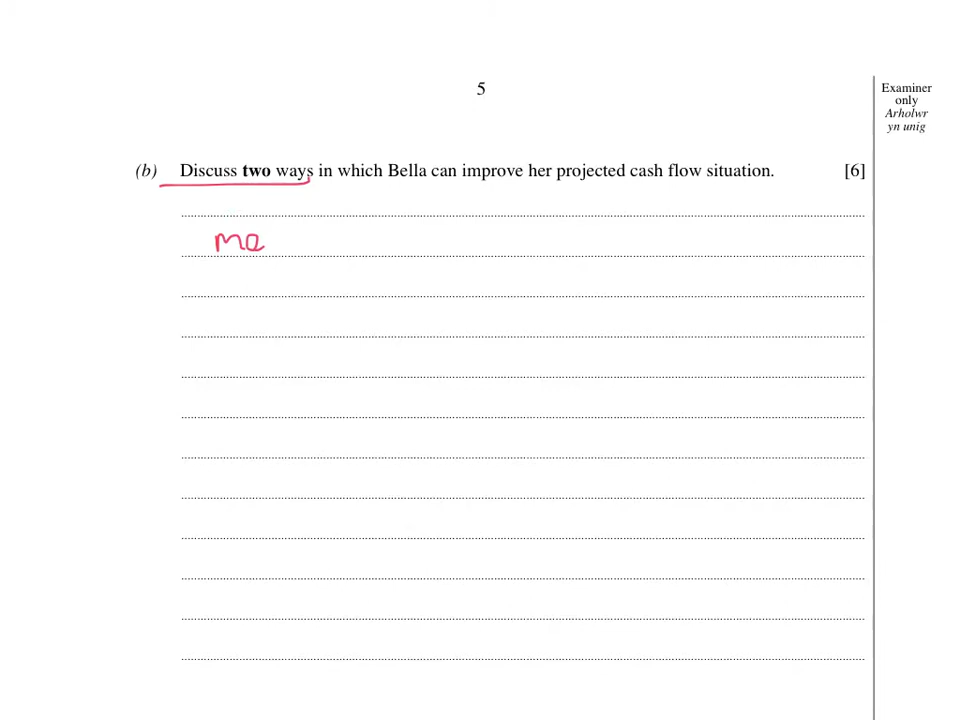 5
Examiner
only
Arholwr
yn unig
(b) Discuss two ways in which Bella can improve her projected cash flow situation. [6]
ma